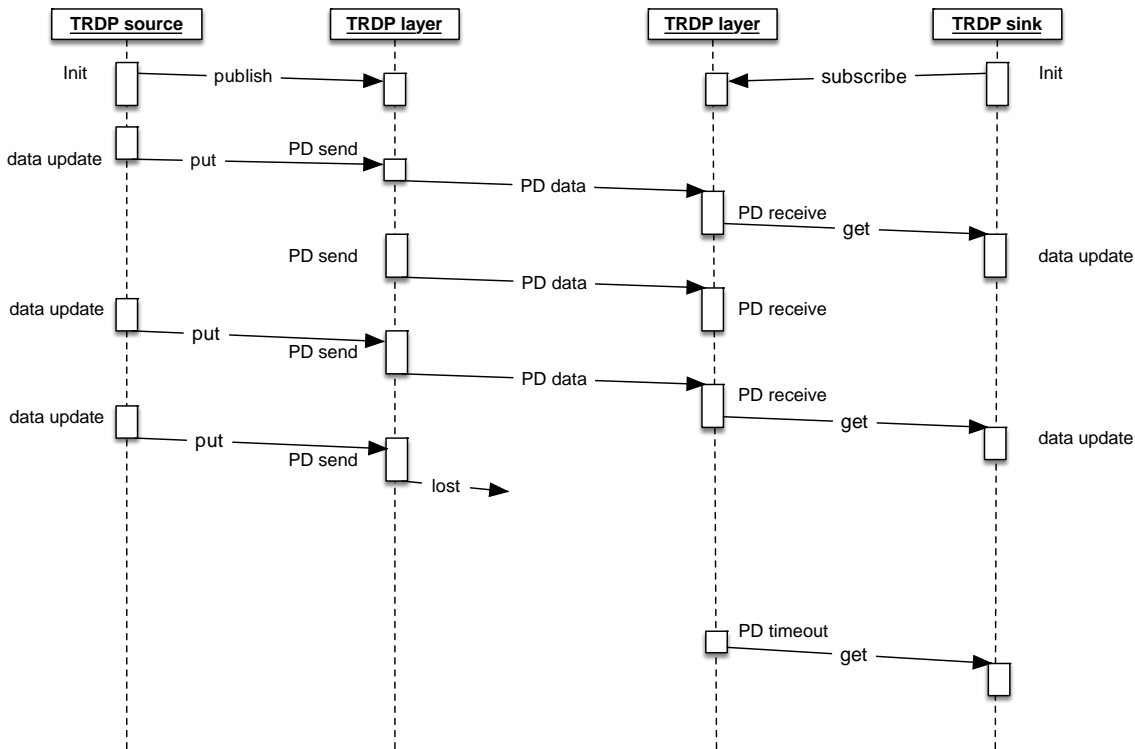 TRDP source
TRDP layer
TRDP layer
TRDP sink
Init
publish
subscribe
Init
data update
put
PD send
PD data
PD receive
get
data update
PD send
PD data
PD receive
data update
put
PD send
PD data
PD receive
get
data update
data update
put
PD send
lost
PD timeout
get